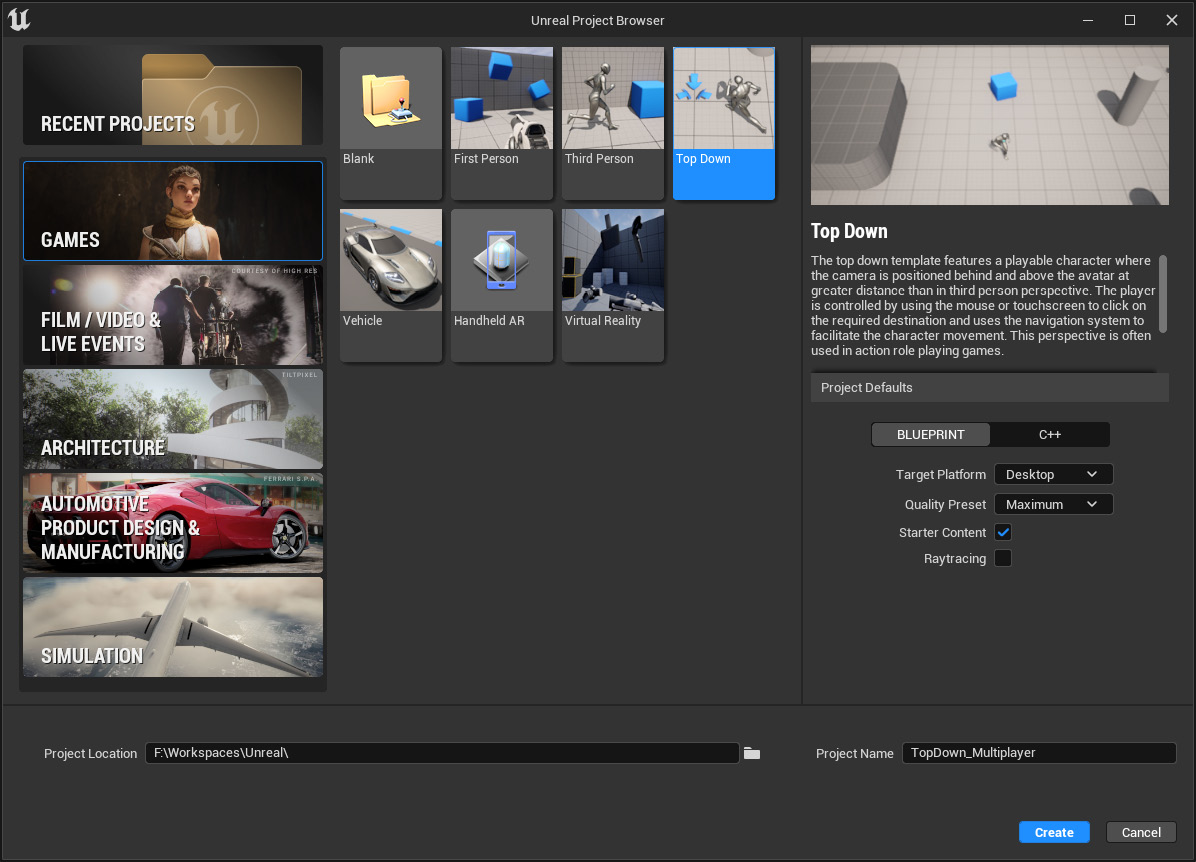 Unreal Project Browser
RECENT PROJECTS
GAMES
COURTESY OF HIGH RES
FILM / VIDEO &
LIVE EVENTS
TILTPIXEL
ARCHITECTURE
FERRARI S.P.A
AUTOMOTIVE
PRODUCT DESIGN &
MANUFACTURING
SIMULATION
Blank
First Person
Third Person
Top Down
Vehicle
Handheld AR
Virtual Reality
Top Down
The top down template features a playable character where
the camera is positioned behind and above the avatar at
greater distance than in third person perspective. The player
is controlled by using the mouse or touchscreen to click on
the required destination and uses the navigation system to
facilitate the character movement. This perspective is often
used in action role playing games.
Project Defaults
BLUEPRINT
C++
Target Platform
Desktop
Quality Preset
Maximum
Starter Content
Raytracing
Project Location
F:\Workspaces\Unreal\
Project Name
TopDown_Multiplayer
Create
Cancel